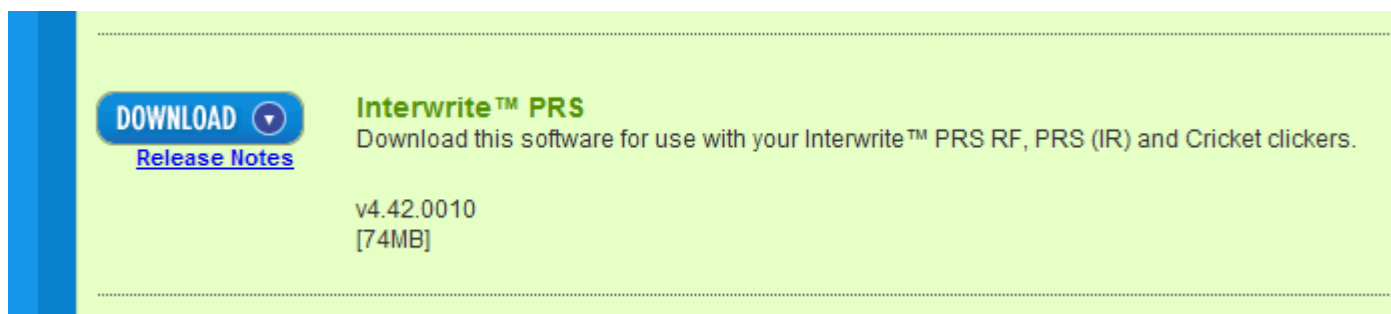 DOWNLOAD
Release Notes
Interwrite™ PRS
Download this software for use with your Interwrite™ PRS RF, PRS (IR) and Cricket clickers.
v4.42.0010
[74MB]